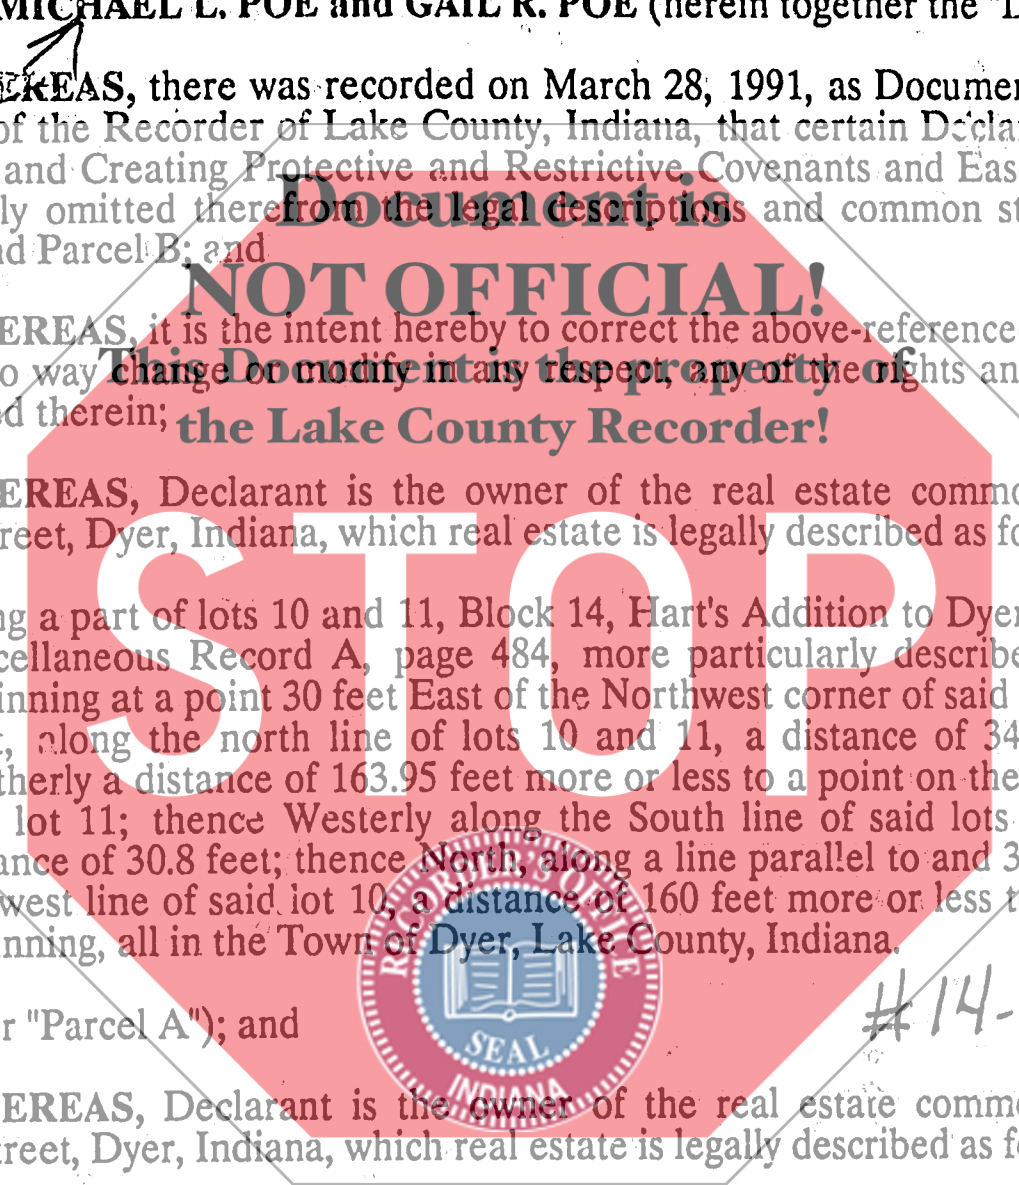 MICHAEL L. POE and GAIL R. POE (herein together the "D
EREAS, there was recorded on March 28, 1991, as Documen
of the Recorder of Lake County, Indiana, that certain Decla
and Creating Protective and Restrictive Covenants and Eas
ly omitted therefrom the legal descriptions and common st
nd Parcel B; and
Document is
NOT OFFICIAL!
This Document is the property of
the Lake County Recorder!
EREAS, it is the intent hereby to correct the above-reference
o way change or modify in any respect, any of the rights an
d therein;
EREAS, Declarant is the owner of the real estate commo
reet, Dyer, Indiana, which real estate is legally described as fo
STOP
ng a part of lots 10 and 11, Block 14, Hart's Addition to Dyer
cellaneous Record A, page 484, more particularly describe
inning at a point 30 feet East of the Northwest corner of said
t, along the north line of lots 10 and 11, a distance of 34
therly a distance of 163.95 feet more or less to a point on the
lot 11; thence Westerly along the South line of said lots
ance of 30.8 feet; thence North, along a line parallel to and 3
west line of said lot 10, a distance of 160 feet more or less t
inning, all in the Town of Dyer, Lake County, Indiana.
RECORDER'S OFFICE
SEAL
INDIANA
#14-
r "Parcel A"); and
EREAS, Declarant is the owner of the real estate commo
reet, Dyer, Indiana, which real estate is legally described as fo